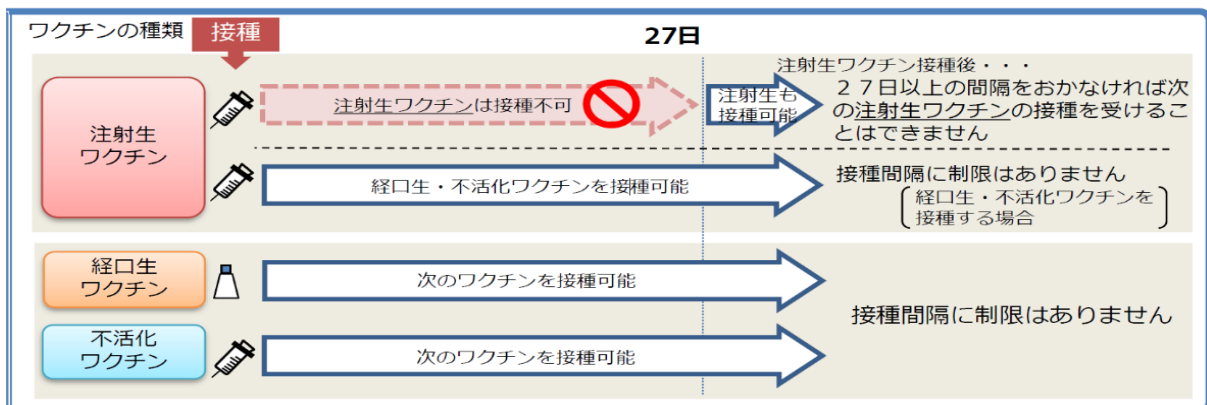 ワクチンの種類
接種
27日
注射生
ワクチン
注射生ワクチンは接種不可
注射生も
接種可能
注射生ワクチン接種後・・・
２７日以上の間隔をおかなければ次
の注射生ワクチンの接種を受けるこ
とはできません
経口生・不活化ワクチンを接種可能
接種間隔に制限はありません
経口生・不活化ワクチンを
接種する場合
経口生
ワクチン
次のワクチンを接種可能
不活化
ワクチン
次のワクチンを接種可能
接種間隔に制限はありません